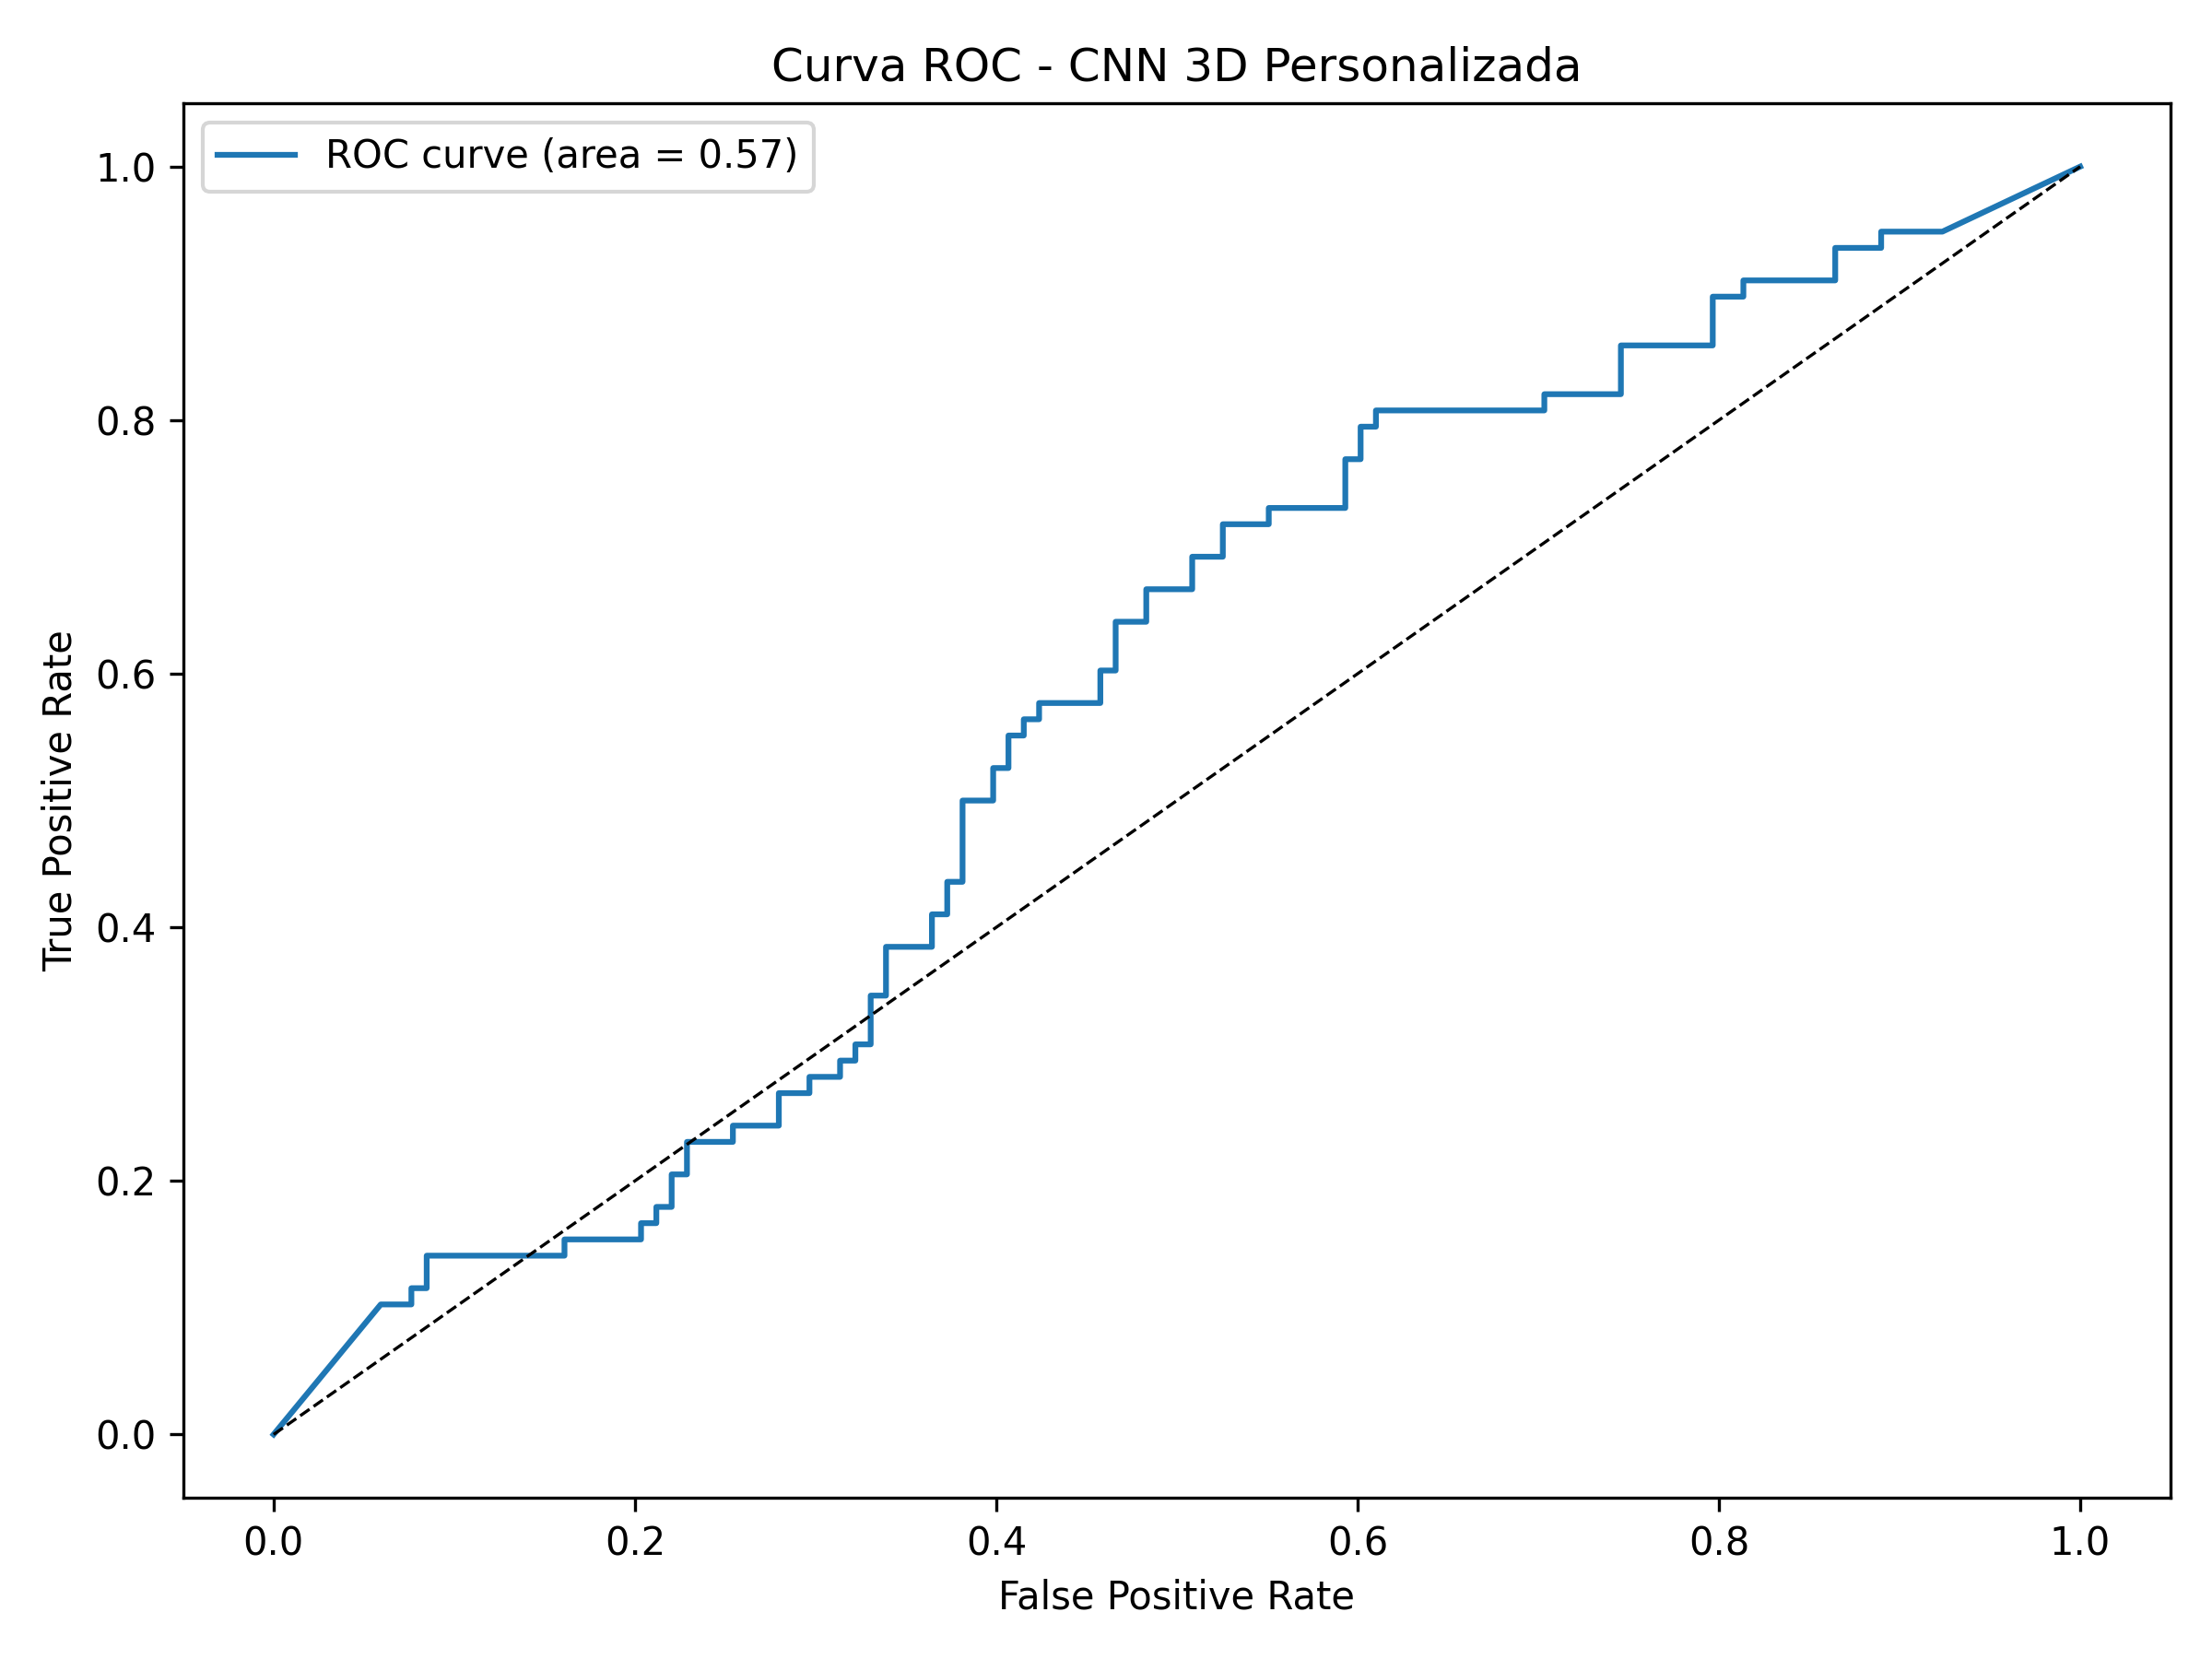 Curva ROC - CNN 3D Personalizada
ROC curve (area = 0.57)
True Positive Rate
1.0
0.8
0.6
0.4
0.2
0.0
0.0 0.2 0.4 0.6 0.8 1.0
False Positive Rate